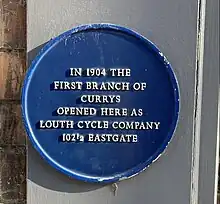 IN 1904 THE
FIRST BRANCH OF
CURRYS
OPENED HERE AS
LOUTH CYCLE COMPANY
102½ EASTGATE